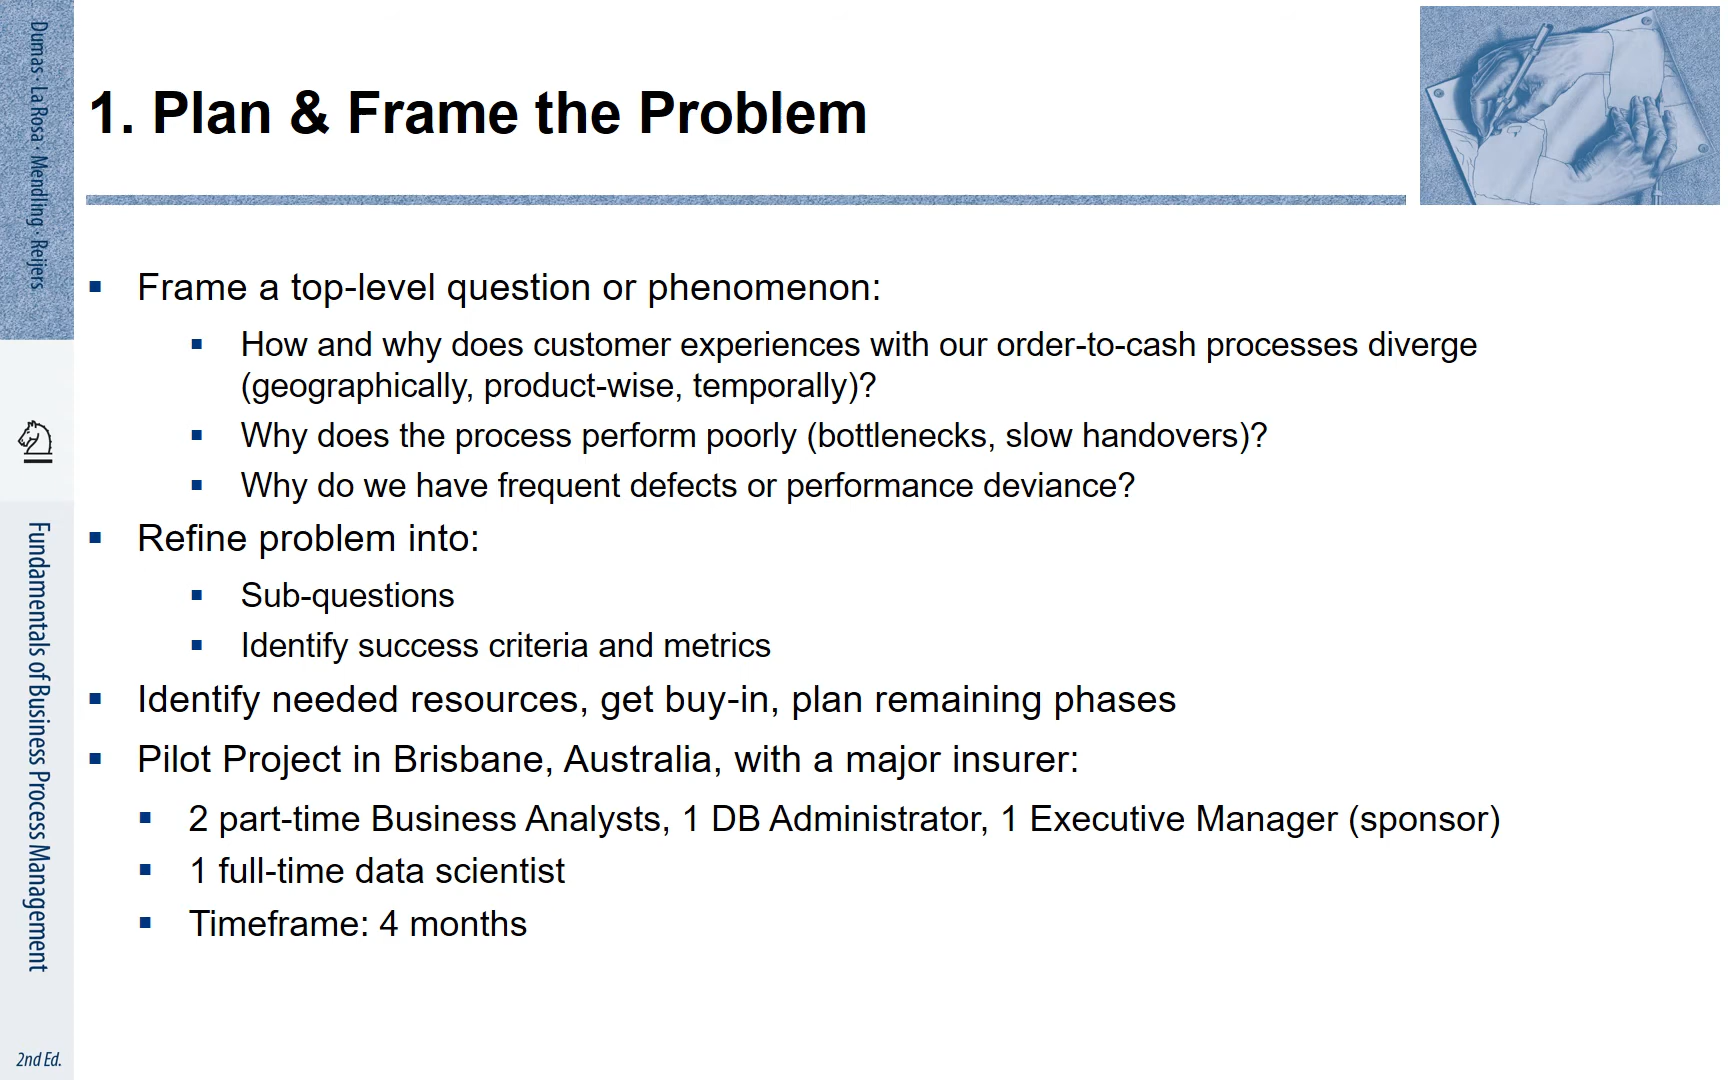 Dumas · La Rosa · Mendling · Reijers
1. Plan & Frame the Problem
Frame a top-level question or phenomenon:
How and why does customer experiences with our order-to-cash processes diverge
(geographically, product-wise, temporally)?
Why does the process perform poorly (bottlenecks, slow handovers)?
Why do we have frequent defects or performance deviance?
Refine problem into:
Sub-questions
Identify success criteria and metrics
Identify needed resources, get buy-in, plan remaining phases
Pilot Project in Brisbane, Australia, with a major insurer:
2 part-time Business Analysts, 1 DB Administrator, 1 Executive Manager (sponsor)
1 full-time data scientist
Timeframe: 4 months
Fundamentals of Business Process Management
2nd Ed.